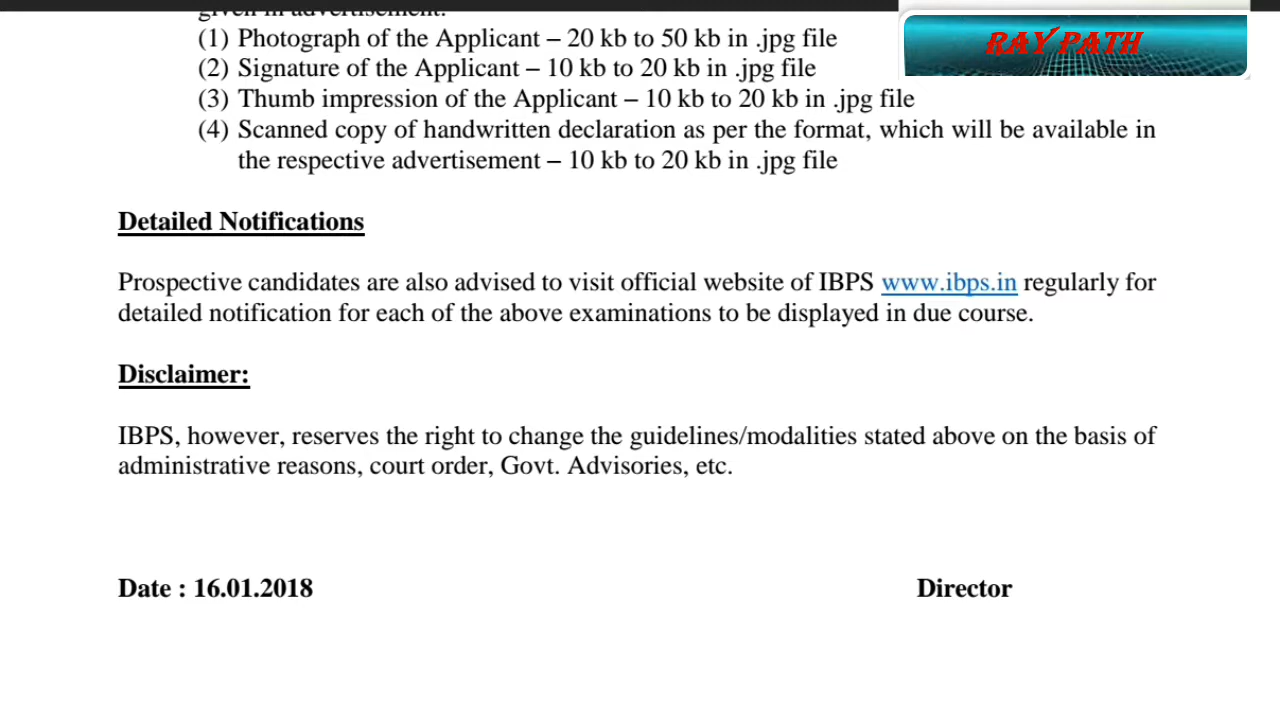 given in advertisement.
(1) Photograph of the Applicant – 20 kb to 50 kb in .jpg file
RAY PATH
(2) Signature of the Applicant – 10 kb to 20 kb in .jpg file
(3) Thumb impression of the Applicant – 10 kb to 20 kb in .jpg file
(4) Scanned copy of handwritten declaration as per the format, which will be available in
the respective advertisement – 10 kb to 20 kb in .jpg file
Detailed Notifications
Prospective candidates are also advised to visit official website of IBPS www.ibps.in regularly for
detailed notification for each of the above examinations to be displayed in due course.
Disclaimer:
IBPS, however, reserves the right to change the guidelines/modalities stated above on the basis of
administrative reasons, court order, Govt. Advisories, etc.
Date : 16.01.2018 Director